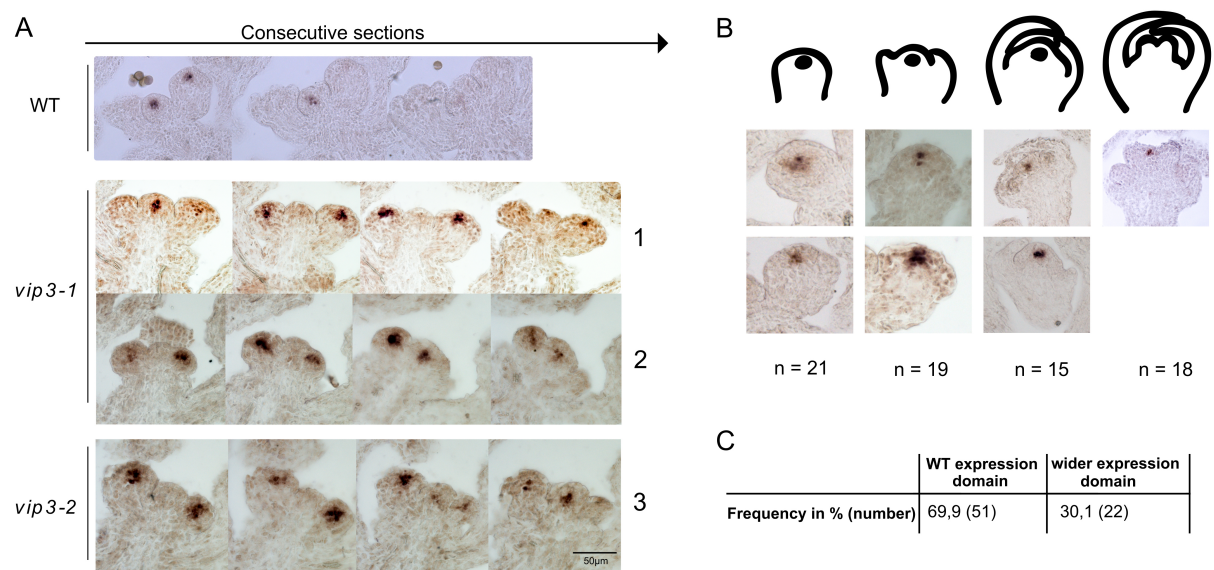 A
Consecutive sections
WT
vip3-1
1
2
vip3-2
3
50µm
B
n = 21
n = 19
n = 15
n = 18
C
WT expression domain
wider expression domain
Frequency in % (number)
69,9 (51)
30,1 (22)